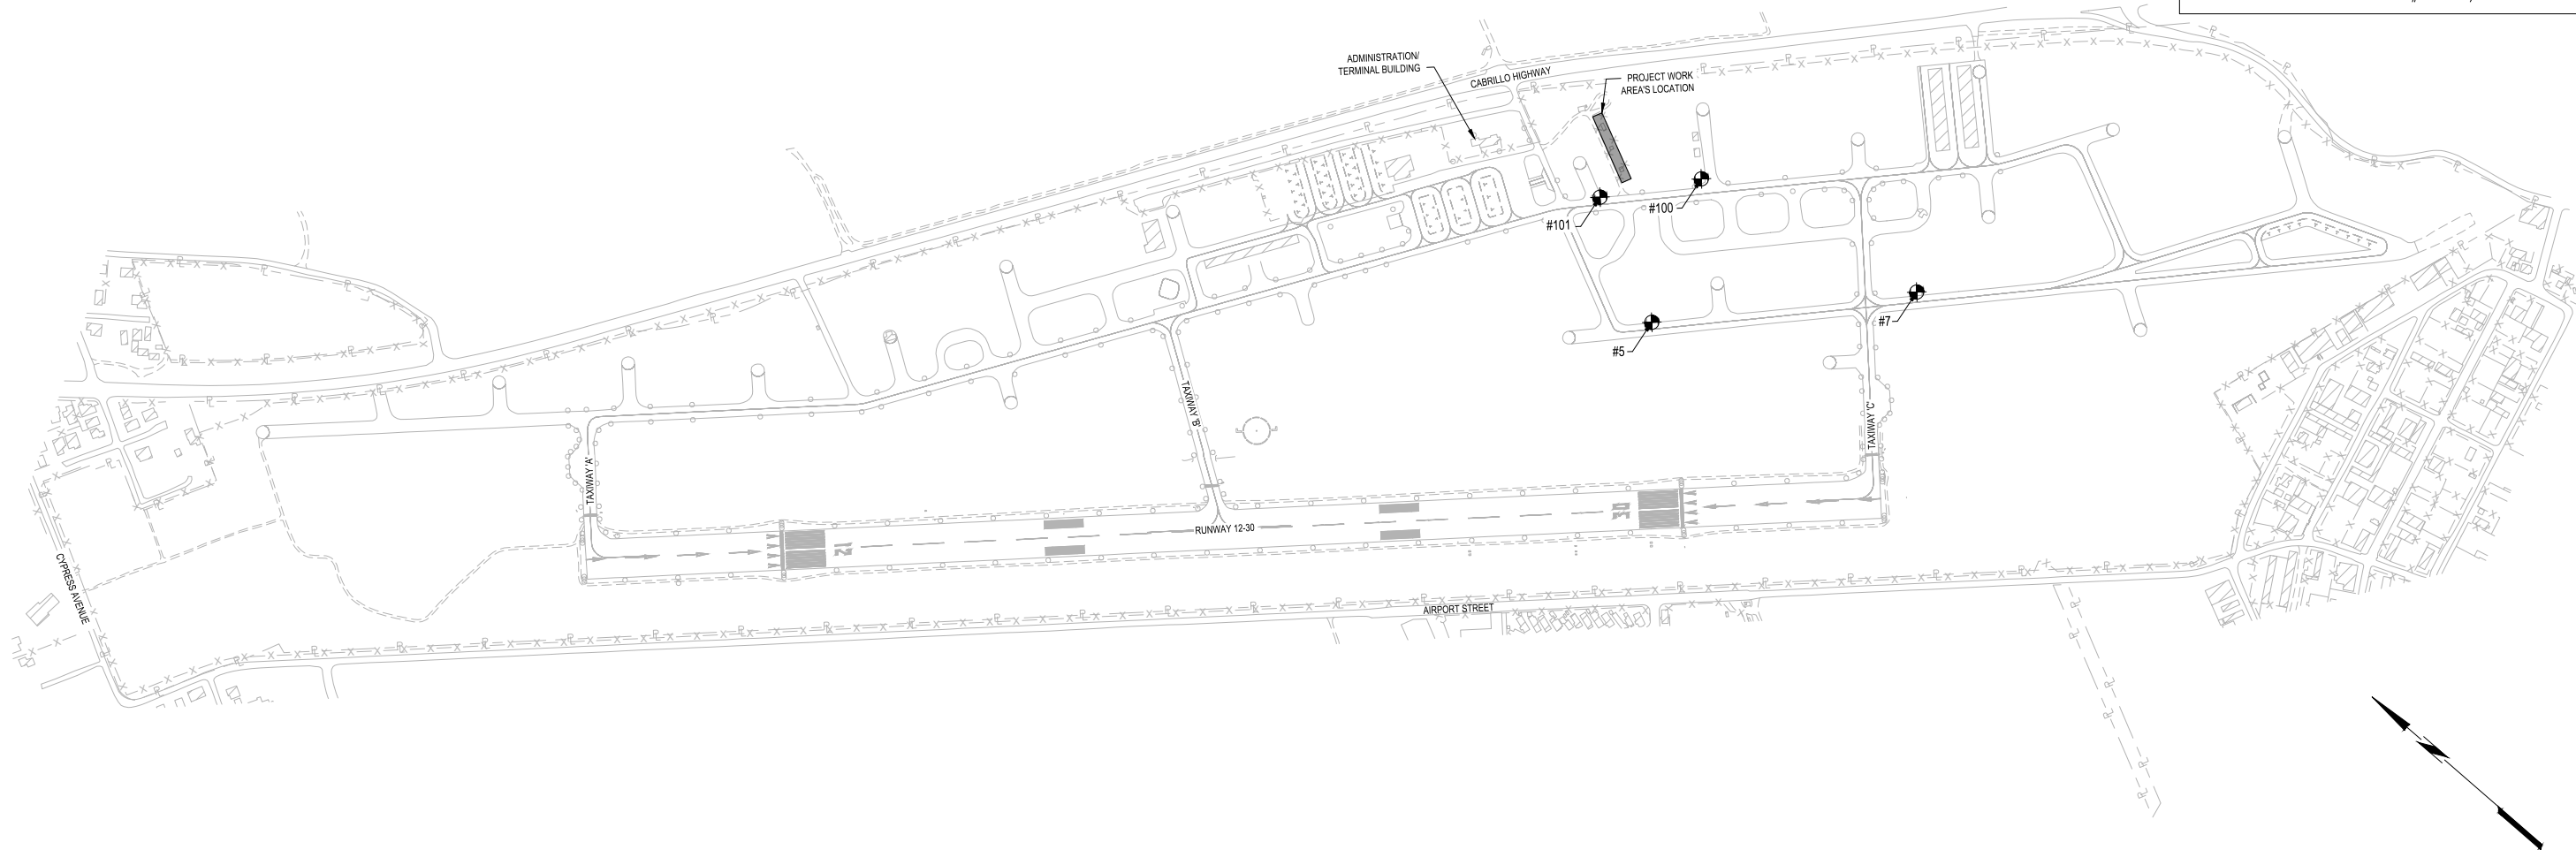 ADMINISTRATION/
TERMINAL BUILDING
CABRILLO HIGHWAY
PROJECT WORK
AREA'S LOCATION
#101
#100
#5
#7
TAXIWAY 'A'
TAXIWAY 'B'
TAXIWAY 'C'
12
RUNWAY 12-30
30
CYPRESS AVENUE
AIRPORT STREET